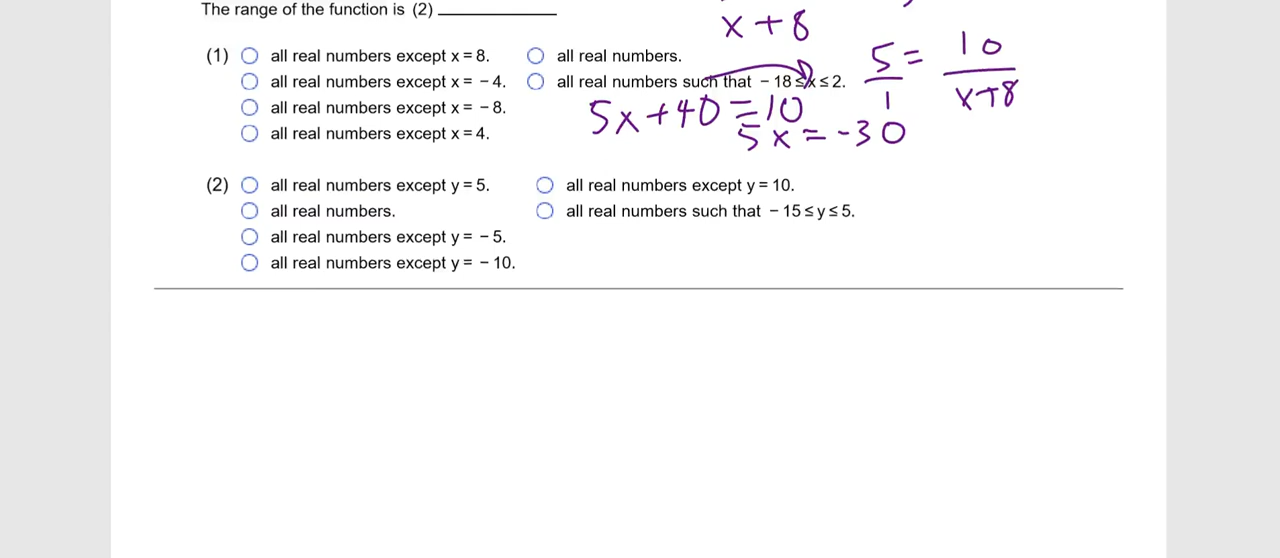 The range of the function is (2) ___________
x + 8
(1) all real numbers except x = 8. all real numbers.
all real numbers except x = - 4. all real numbers such that - 18 ≤ x ≤ 2.
all real numbers except x = - 8.
all real numbers except x = 4.
5/1 = 10/x+8
5x + 40 = 10
5x = -30
(2) all real numbers except y = 5. all real numbers except y = 10.
all real numbers. all real numbers such that - 15 ≤ y ≤ 5.
all real numbers except y = - 5.
all real numbers except y = - 10.